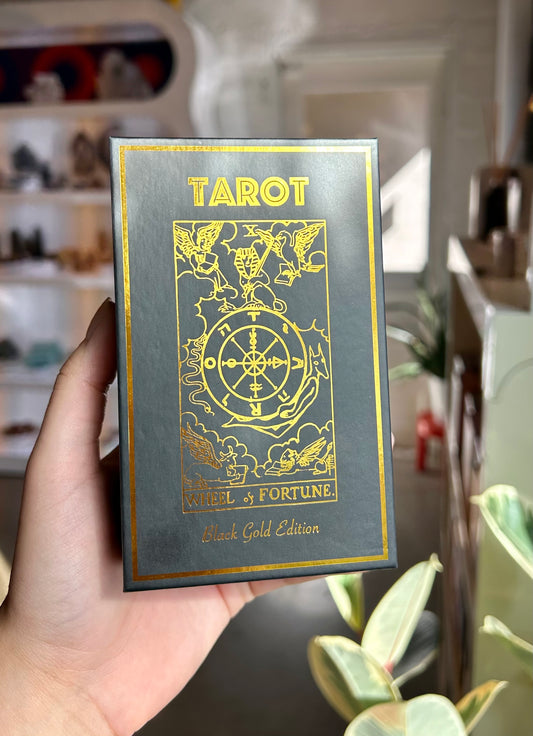 TAROT
X
T
A
R
O
WHEEL of FORTUNE.
Black Gold Edition